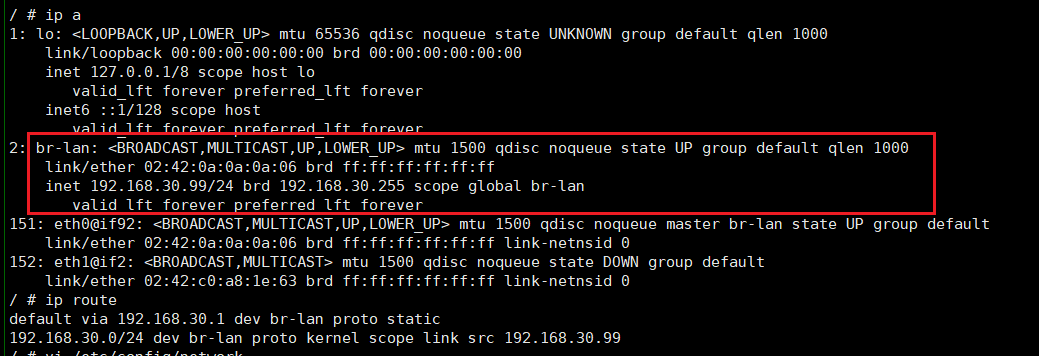 / # ip a
1: lo: <LOOPBACK,UP,LOWER_UP> mtu 65536 qdisc noqueue state UNKNOWN group default qlen 1000
    link/loopback 00:00:00:00:00:00 brd 00:00:00:00:00:00
    inet 127.0.0.1/8 scope host lo
       valid_lft forever preferred_lft forever
    inet6 ::1/128 scope host
       valid_lft forever preferred_lft forever
2: br-lan: <BROADCAST,MULTICAST,UP,LOWER_UP> mtu 1500 qdisc noqueue state UP group default qlen 1000
    link/ether 02:42:0a:0a:0a:06 brd ff:ff:ff:ff:ff:ff
    inet 192.168.30.99/24 brd 192.168.30.255 scope global br-lan
       valid_lft forever preferred_lft forever
151: eth0@if92: <BROADCAST,MULTICAST,UP,LOWER_UP> mtu 1500 qdisc noqueue master br-lan state UP group default
    link/ether 02:42:0a:0a:0a:06 brd ff:ff:ff:ff:ff:ff link-netnsid 0
152: eth1@if2: <BROADCAST,MULTICAST> mtu 1500 qdisc noqueue state DOWN group default
    link/ether 02:42:c0:a8:1e:63 brd ff:ff:ff:ff:ff:ff link-netnsid 0
/ # ip route
default via 192.168.30.1 dev br-lan proto static
192.168.30.0/24 dev br-lan proto kernel scope link src 192.168.30.99
/ # vi /etc/config/network